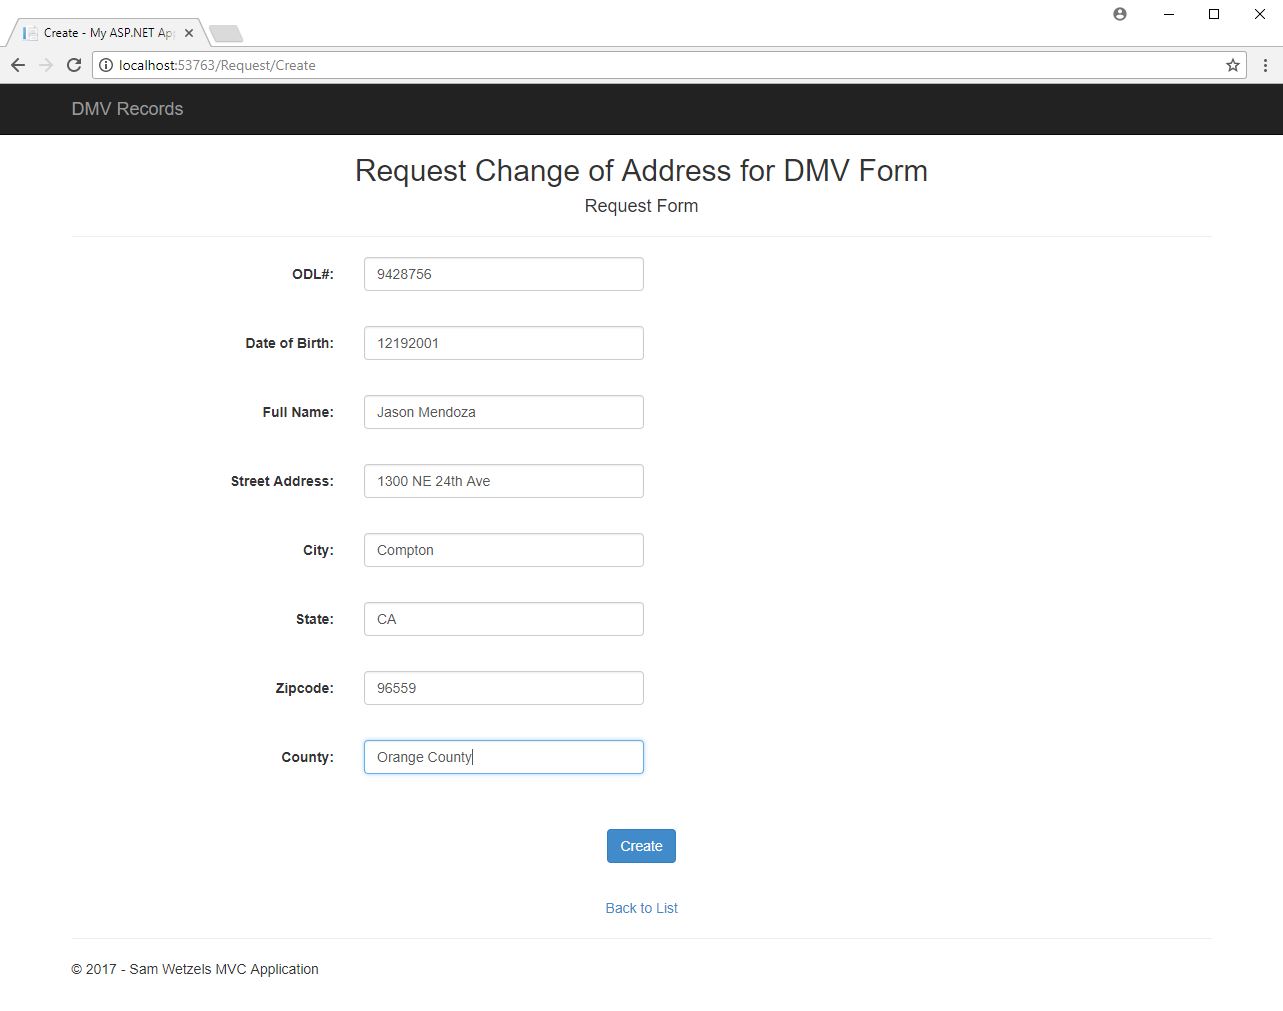 Create - My ASP.NET Ap
localhost:53763/Request/Create
DMV Records
Request Change of Address for DMV Form
Request Form
ODL#: 9428756
Date of Birth: 12192001
Full Name: Jason Mendoza
Street Address: 1300 NE 24th Ave
City: Compton
State: CA
Zipcode: 96559
County: Orange County
Create
Back to List
© 2017 - Sam Wetzels MVC Application